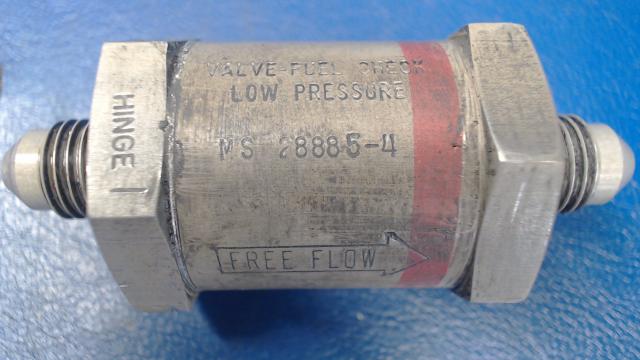 VALVE-FUEL CHECK
LOW PRESSURE
MS 28885-4
FREE FLOW
HINGE